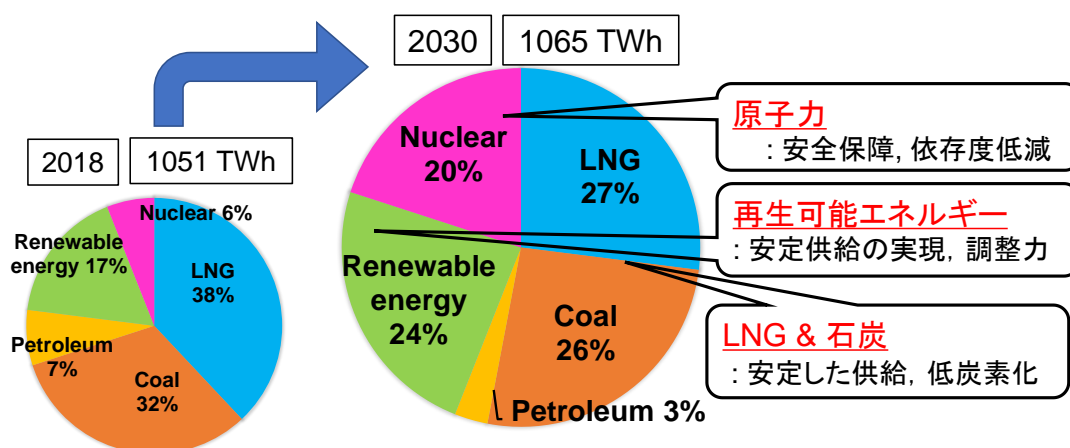 2018
1051 TWh
Nuclear 6%
Renewable
energy 17%
LNG
38%
Petroleum
7%
Coal
32%
2030
1065 TWh
Nuclear
20%
LNG
27%
Renewable
energy
24%
Coal
26%
Petroleum 3%
原子力
: 安全保障, 依存度低減
再生可能エネルギー
: 安定供給の実現, 調整力
LNG & 石炭
: 安定した供給, 低炭素化